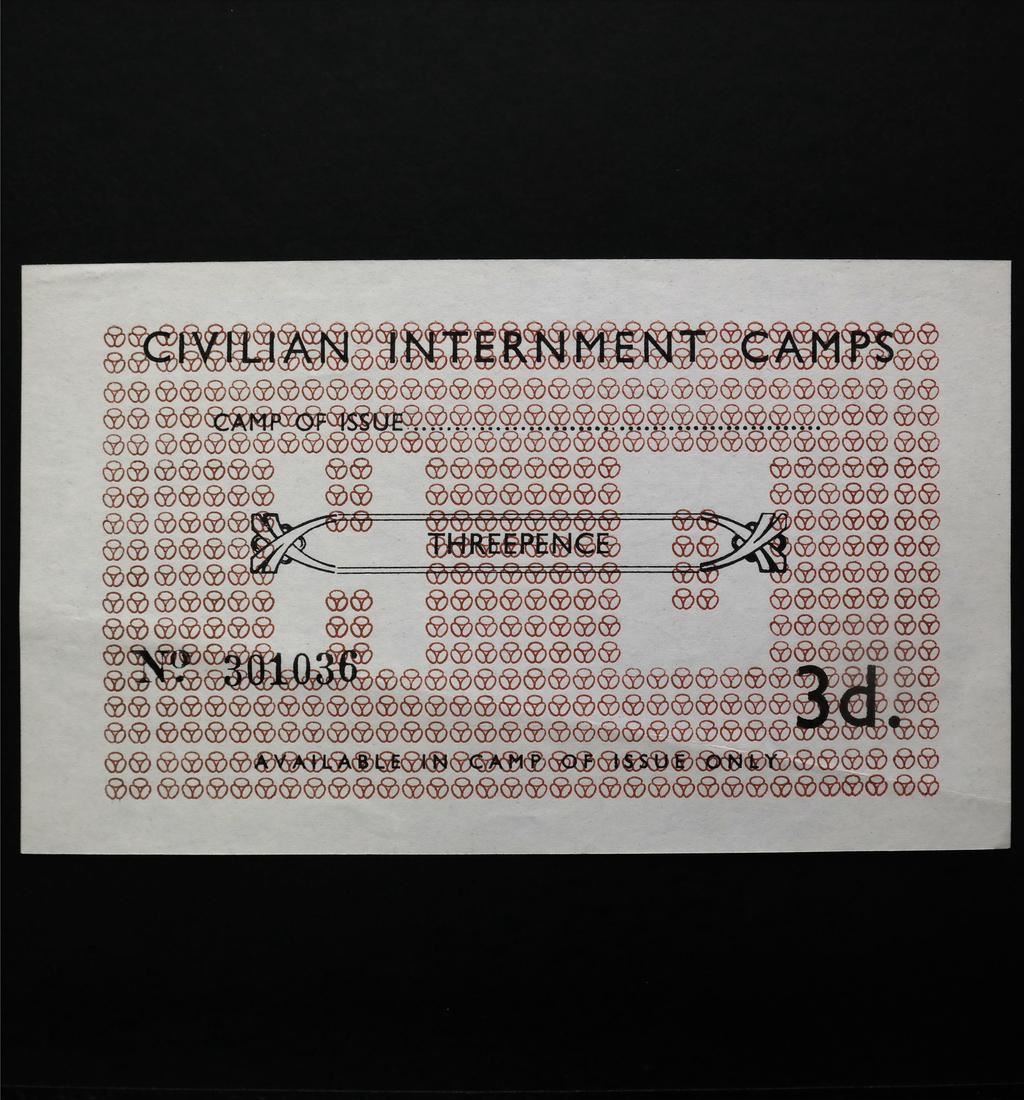 CIVILIAN INTERNMENT CAMPS
CAMP OF ISSUE........................................................
THREEPENCE
Nº 301036
3d.
AVAILABLE IN CAMP OF ISSUE ONLY